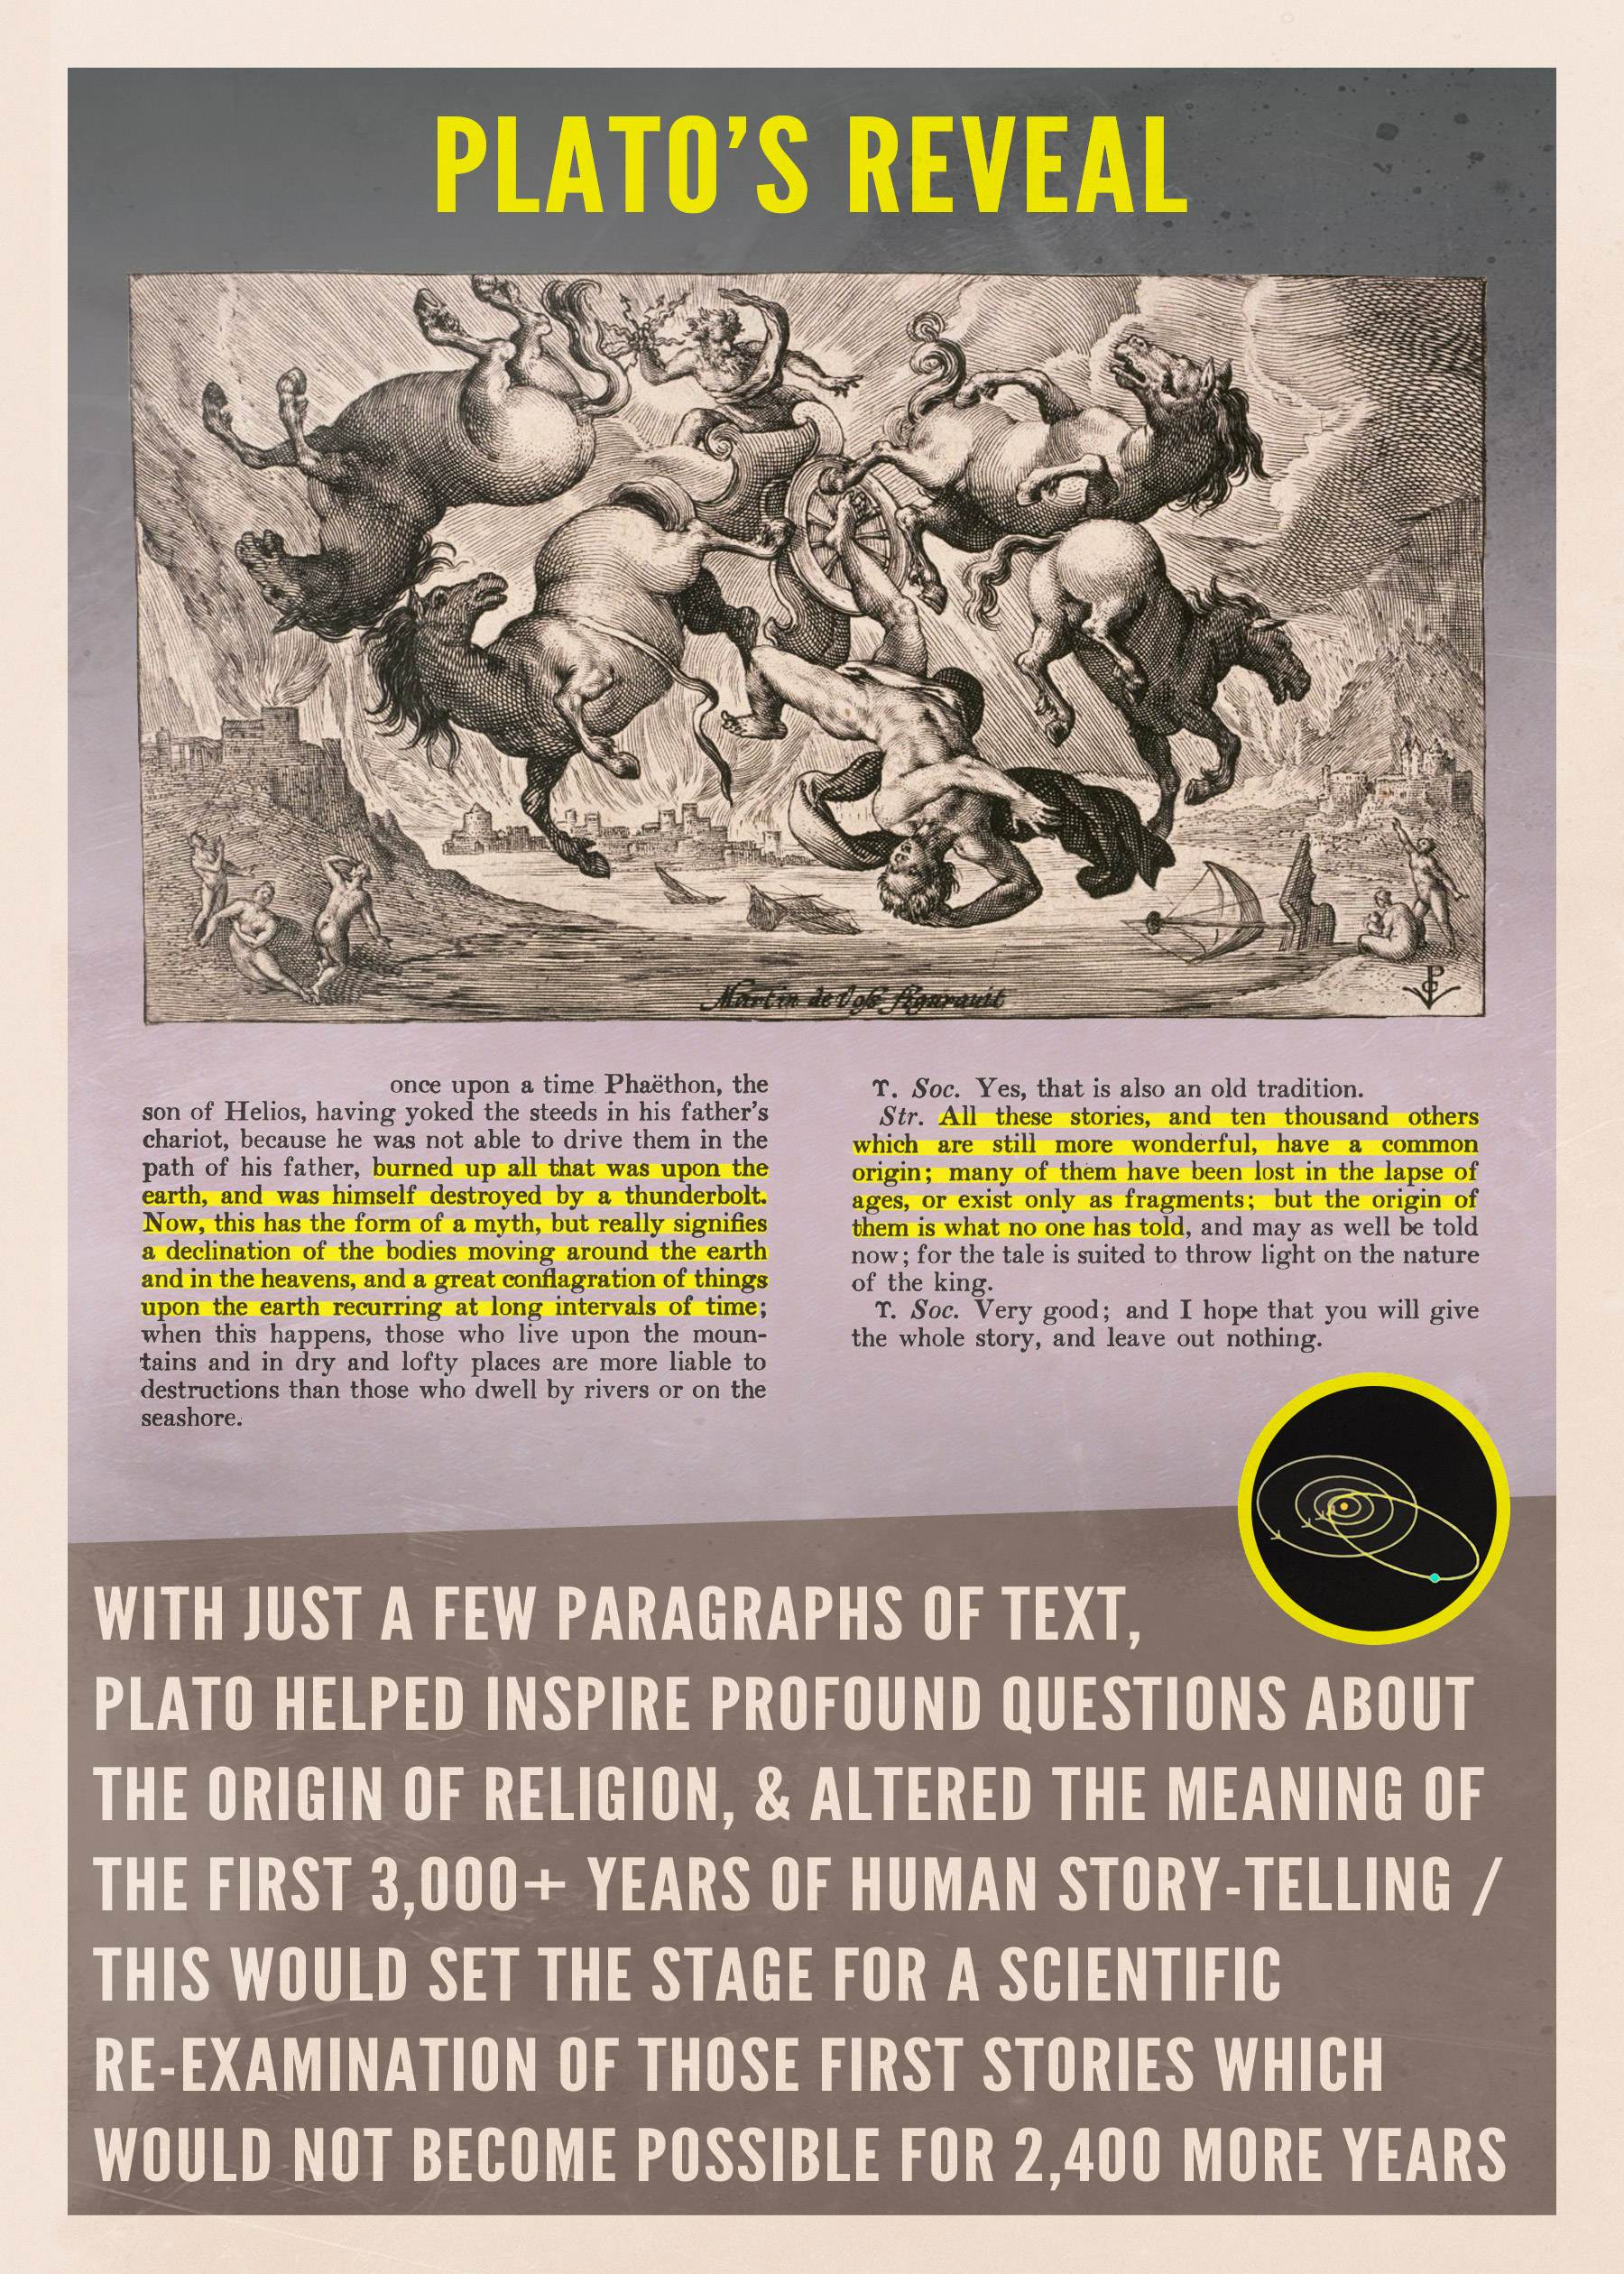 PLATO'S REVEAL
Martin de Vos figurauit
once upon a time Phaëthon, the
son of Helios, having yoked the steeds in his father's
chariot, because he was not able to drive them in the
path of his father, burned up all that was upon the
earth, and was himself destroyed by a thunderbolt.
Now, this has the form of a myth, but really signifies
a declination of the bodies moving around the earth
and in the heavens, and a great conflagration of things
upon the earth recurring at long intervals of time;
when this happens, those who live upon the moun-
tains and in dry and lofty places are more liable to
destructions than those who dwell by rivers or on the
seashore.
Y. Soc. Yes, that is also an old tradition.
Str. All these stories, and ten thousand others
which are still more wonderful, have a common
origin; many of them have been lost in the lapse of
ages, or exist only as fragments; but the origin of
them is what no one has told, and may as well be told
now; for the tale is suited to throw light on the nature
of the king.
Y. Soc. Very good; and I hope that you will give
the whole story, and leave out nothing.
WITH JUST A FEW PARAGRAPHS OF TEXT,
PLATO HELPED INSPIRE PROFOUND QUESTIONS ABOUT
THE ORIGIN OF RELIGION, & ALTERED THE MEANING OF
THE FIRST 3,000+ YEARS OF HUMAN STORY-TELLING /
THIS WOULD SET THE STAGE FOR A SCIENTIFIC
RE-EXAMINATION OF THOSE FIRST STORIES WHICH
WOULD NOT BECOME POSSIBLE FOR 2,400 MORE YEARS